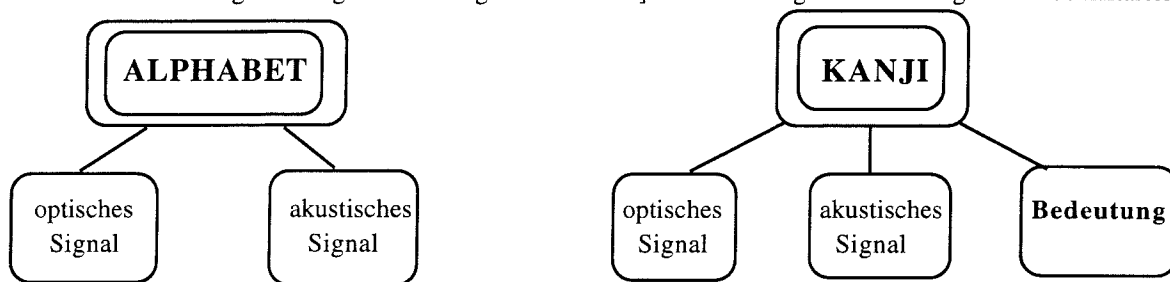 ALPHABET
KANJI
optisches
Signal
akustisches
Signal
optisches
Signal
akustisches
Signal
Bedeutung